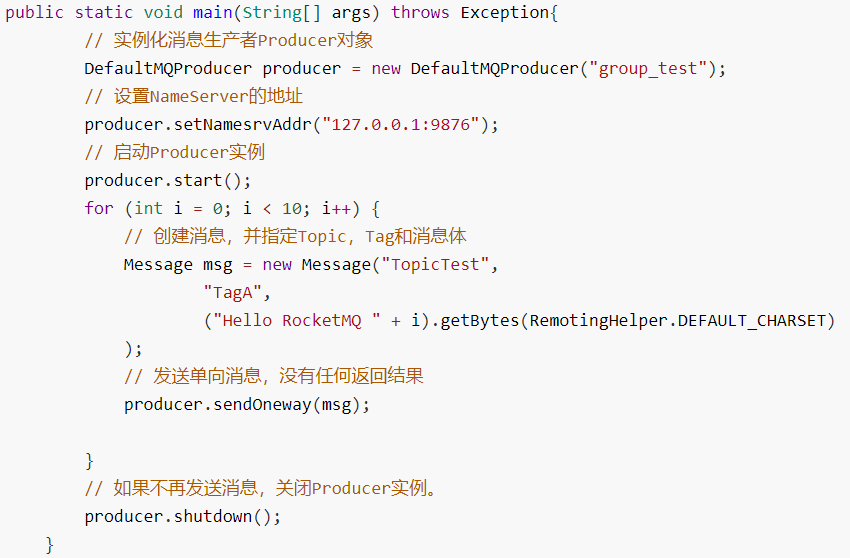 public static void main(String[] args) throws Exception{
// 实例化消息生产者Producer对象
DefaultMQProducer producer = new DefaultMQProducer("group_test");
// 设置NameServer的地址
producer.setNamesrvAddr("127.0.0.1:9876");
// 启动Producer实例
producer.start();
for (int i = 0; i < 10; i++) {
// 创建消息，并指定Topic，Tag和消息体
Message msg = new Message("TopicTest",
"TagA",
("Hello RocketMQ " + i).getBytes(RemotingHelper.DEFAULT_CHARSET)
);
// 发送单向消息，没有任何返回结果
producer.sendOneway(msg);
}
// 如果不再发送消息，关闭Producer实例。
producer.shutdown();
}